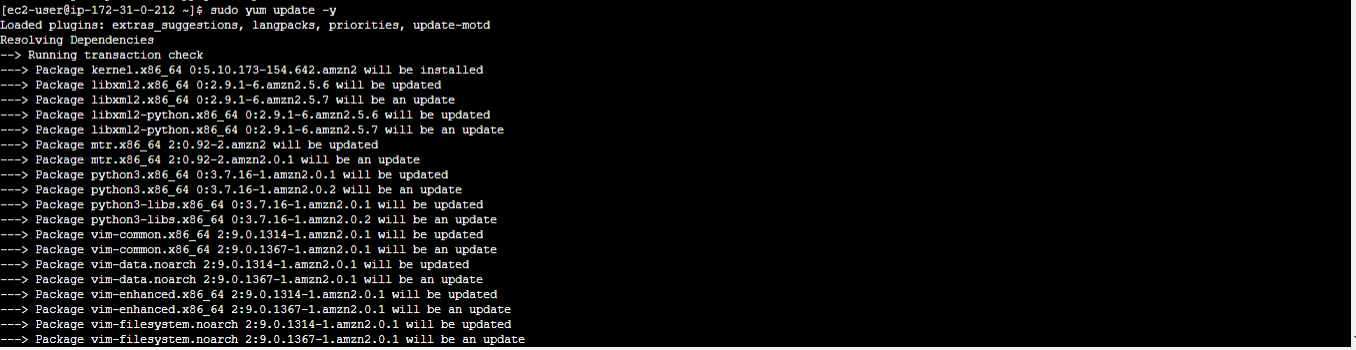 [ec2-user@ip-172-31-0-212 ~]$ sudo yum update -y
Loaded plugins: extras_suggestions, langpacks, priorities, update-motd
Resolving Dependencies
--> Running transaction check
---> Package kernel.x86_64 0:5.10.173-154.642.amzn2 will be installed
---> Package libxml2.x86_64 0:2.9.1-6.amzn2.5.6 will be updated
---> Package libxml2.x86_64 0:2.9.1-6.amzn2.5.7 will be an update
---> Package libxml2-python.x86_64 0:2.9.1-6.amzn2.5.6 will be updated
---> Package libxml2-python.x86_64 0:2.9.1-6.amzn2.5.7 will be an update
---> Package mtr.x86_64 2:0.92-2.amzn2 will be updated
---> Package mtr.x86_64 2:0.92-2.amzn2.0.1 will be an update
---> Package python3.x86_64 0:3.7.16-1.amzn2.0.1 will be updated
---> Package python3.x86_64 0:3.7.16-1.amzn2.0.2 will be an update
---> Package python3-libs.x86_64 0:3.7.16-1.amzn2.0.1 will be updated
---> Package python3-libs.x86_64 0:3.7.16-1.amzn2.0.2 will be an update
---> Package vim-common.x86_64 2:9.0.1314-1.amzn2.0.1 will be updated
---> Package vim-common.x86_64 2:9.0.1367-1.amzn2.0.1 will be an update
---> Package vim-data.noarch 2:9.0.1314-1.amzn2.0.1 will be updated
---> Package vim-data.noarch 2:9.0.1367-1.amzn2.0.1 will be an update
---> Package vim-enhanced.x86_64 2:9.0.1314-1.amzn2.0.1 will be updated
---> Package vim-enhanced.x86_64 2:9.0.1367-1.amzn2.0.1 will be an update
---> Package vim-filesystem.noarch 2:9.0.1314-1.amzn2.0.1 will be updated
---> Package vim-filesystem.noarch 2:9.0.1367-1.amzn2.0.1 will be an update